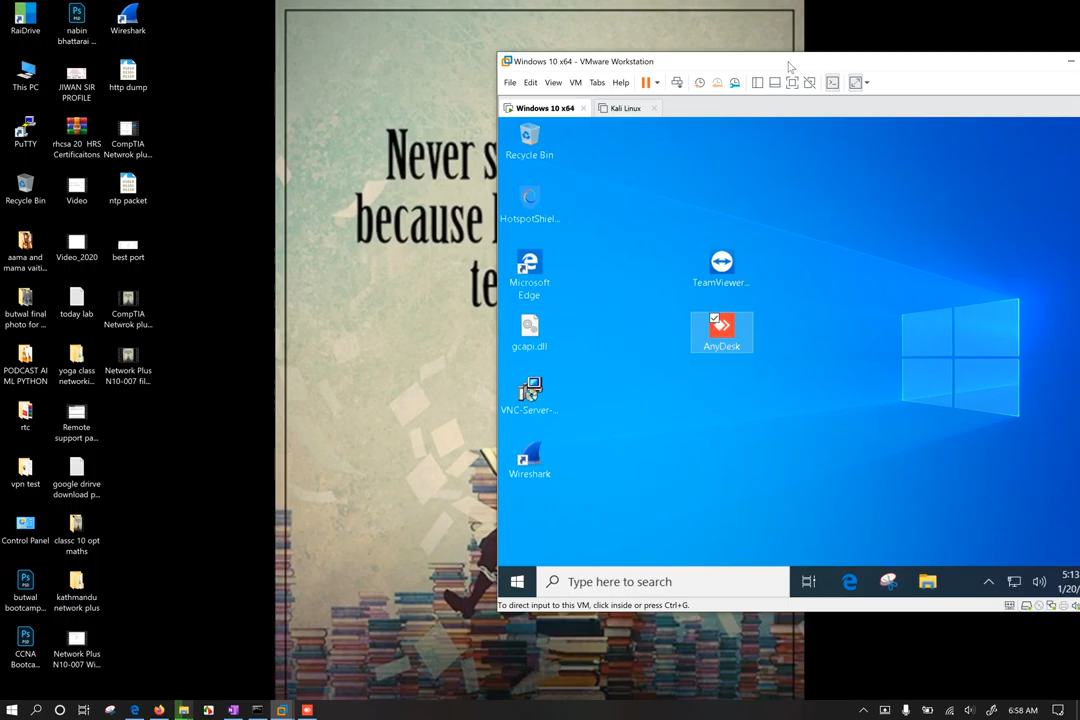 RaiDrive
nabin
bhattarai ...
Wireshark
This PC
JIWAN SIR
PROFILE
http dump
PuTTY
rhcsa 20 HRS
Certificaitons
CompTIA
Netwrok plu...
Recycle Bin
Video
ntp packet
aama and
mama vaiti...
Video_2020
best port
butwal final
photo for ...
today lab
CompTIA
Netwrok plu...
PODCAST AI
ML PYTHON
yoga class
networki...
Network Plus
N10-007 fil...
rtc
Remote
support pa...
vpn test
google drirve
download p...
Control Panel
classc 10 opt
maths
butwal
bootcamp...
kathmandu
network plus
CCNA
Bootca...
Network Plus
N10-007 Wi...
Never s
because
te
Windows 10 x64 - VMware Workstation
File Edit View VM Tabs Help
Windows 10 x64
Kali Linux
Recycle Bin
HotspotShiel...
Microsoft
Edge
TeamViewer...
gcapi.dll
AnyDesk
VNC-Server-...
Wireshark
Type here to search
5:13
1/20/
To direct input to this VM, click inside or press Ctrl+G.
6:58 AM